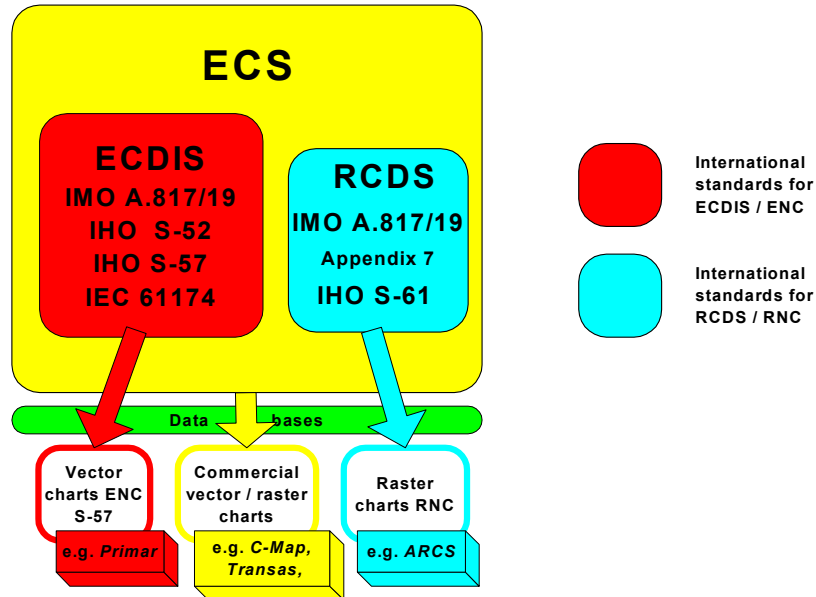 ECS
ECDIS
IMO A.817/19
IHO S-52
IHO S-57
IEC 61174
RCDS
IMO A.817/19
Appendix 7
IHO S-61
International
standards for
ECDIS / ENC
International
standards for
RCDS / RNC
Data bases
Vector
charts ENC
S-57
e.g. Primar
Commercial
vector / raster
charts
e.g. C-Map,
Transas,
Raster
charts RNC
e.g. ARCS